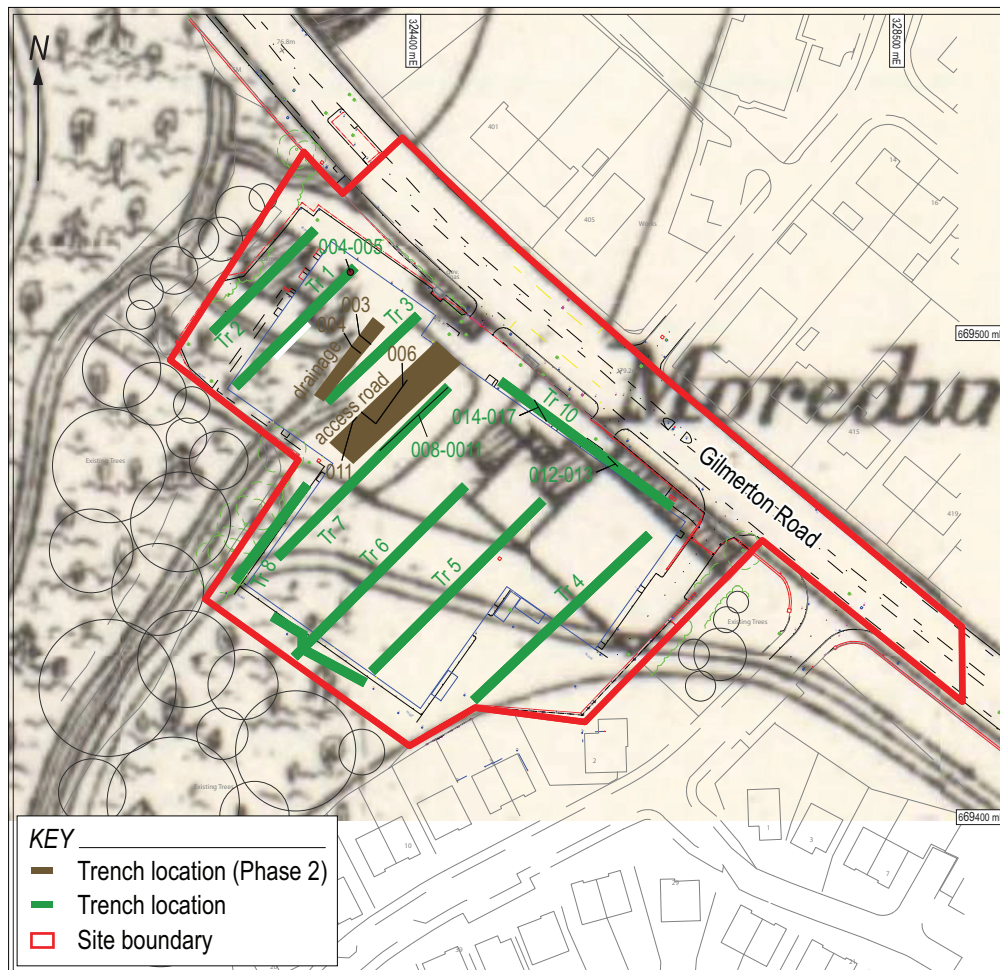 76.8m
324400 mE
328500 mE
N
401
14
16
405
Works
004-005
Tr 1
Tr 2
003
004
Tr 3
drainage
006
access road
669500 m
79.2
Moredun
Tr 10
014-017
415
011
008-0011
012-013
Gilmerton Road
Existing Trees
419
Tr 7
Tr 8
Tr 6
Tr 5
Tr 4
Existing Trees
2
Existing Trees
669400 m
10
1
3
7
29
KEY
Trench location (Phase 2)
Trench location
Site boundary